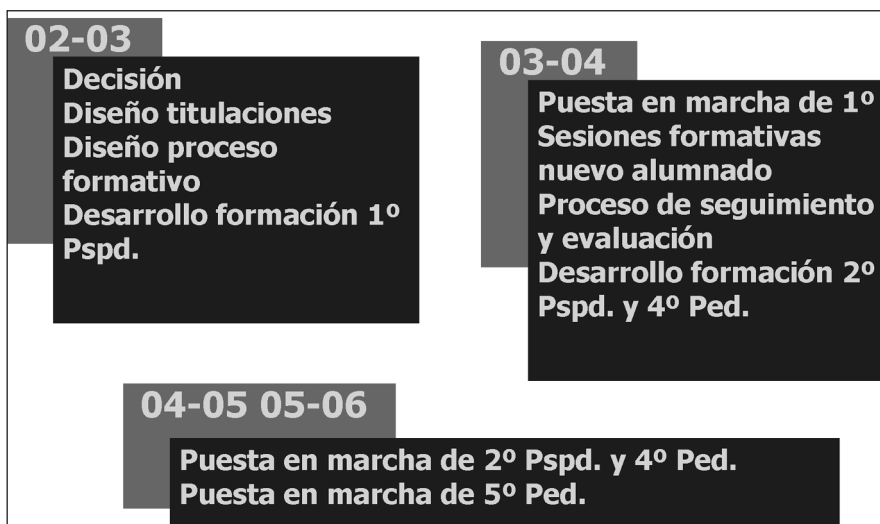 02-03
Decisión
Diseño titulaciones
Diseño proceso
formativo
Desarrollo formación 1º
Pspd.
03-04
Puesta en marcha de 1º
Sesiones formativas
nuevo alumnado
Proceso de seguimiento
y evaluación
Desarrollo formación 2º
Pspd. y 4º Ped.
04-05 05-06
Puesta en marcha de 2º Pspd. y 4º Ped.
Puesta en marcha de 5º Ped.